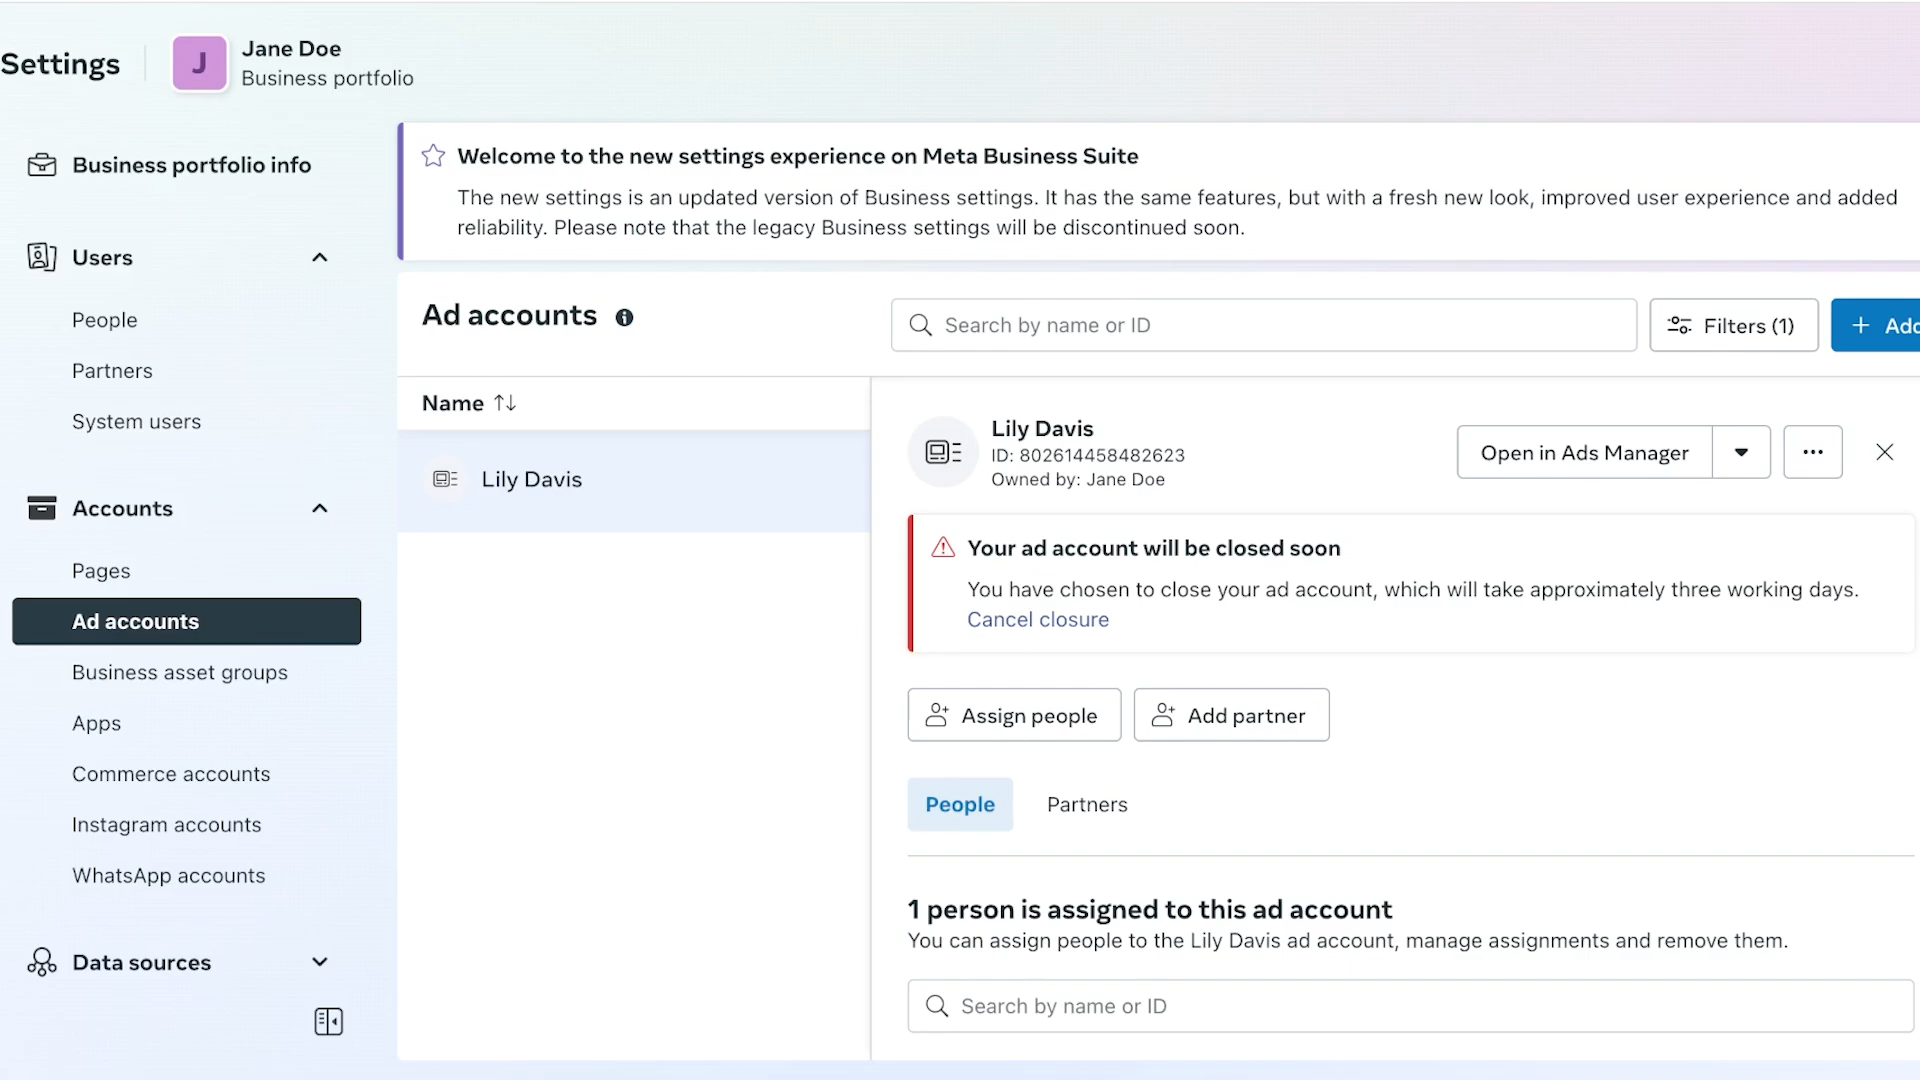 Settings
J
Jane Doe
Business portfolio
Business portfolio info
Users
People
Partners
System users
Accounts
Pages
Ad accounts
Business asset groups
Apps
Commerce accounts
Instagram accounts
WhatsApp accounts
Data sources
Welcome to the new settings experience on Meta Business Suite
The new settings is an updated version of Business settings. It has the same features, but with a fresh new look, improved user experience and added
reliability. Please note that the legacy Business settings will be discontinued soon.
Ad accounts
Search by name or ID
Filters (1)
+ Add
Name
Lily Davis
Lily Davis
ID: 802614458482623
Owned by: Jane Doe
Open in Ads Manager
Your ad account will be closed soon
You have chosen to close your ad account, which will take approximately three working days.
Cancel closure
Assign people
Add partner
People
Partners
1 person is assigned to this ad account
You can assign people to the Lily Davis ad account, manage assignments and remove them.
Search by name or ID